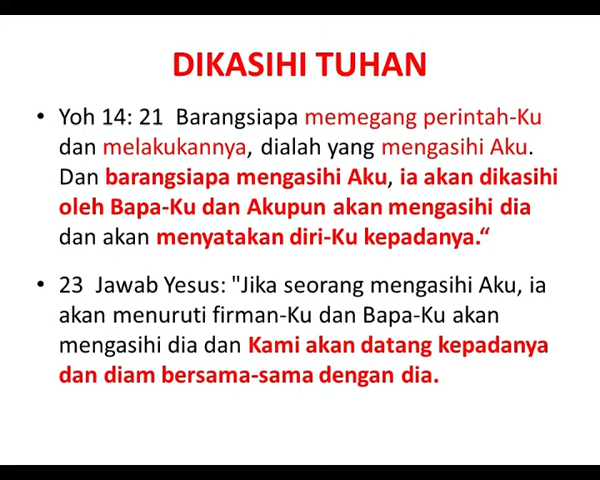 DIKASIHI TUHAN
• Yoh 14: 21 Barangsiapa memegang perintah-Ku
dan melakukannya, dialah yang mengasihi Aku.
Dan barangsiapa mengasihi Aku, ia akan dikasihi
oleh Bapa-Ku dan Akupun akan mengasihi dia
dan akan menyatakan diri-Ku kepadanya.“
• 23 Jawab Yesus: "Jika seorang mengasihi Aku, ia
akan menuruti firman-Ku dan Bapa-Ku akan
mengasihi dia dan Kami akan datang kepadanya
dan diam bersama-sama dengan dia.